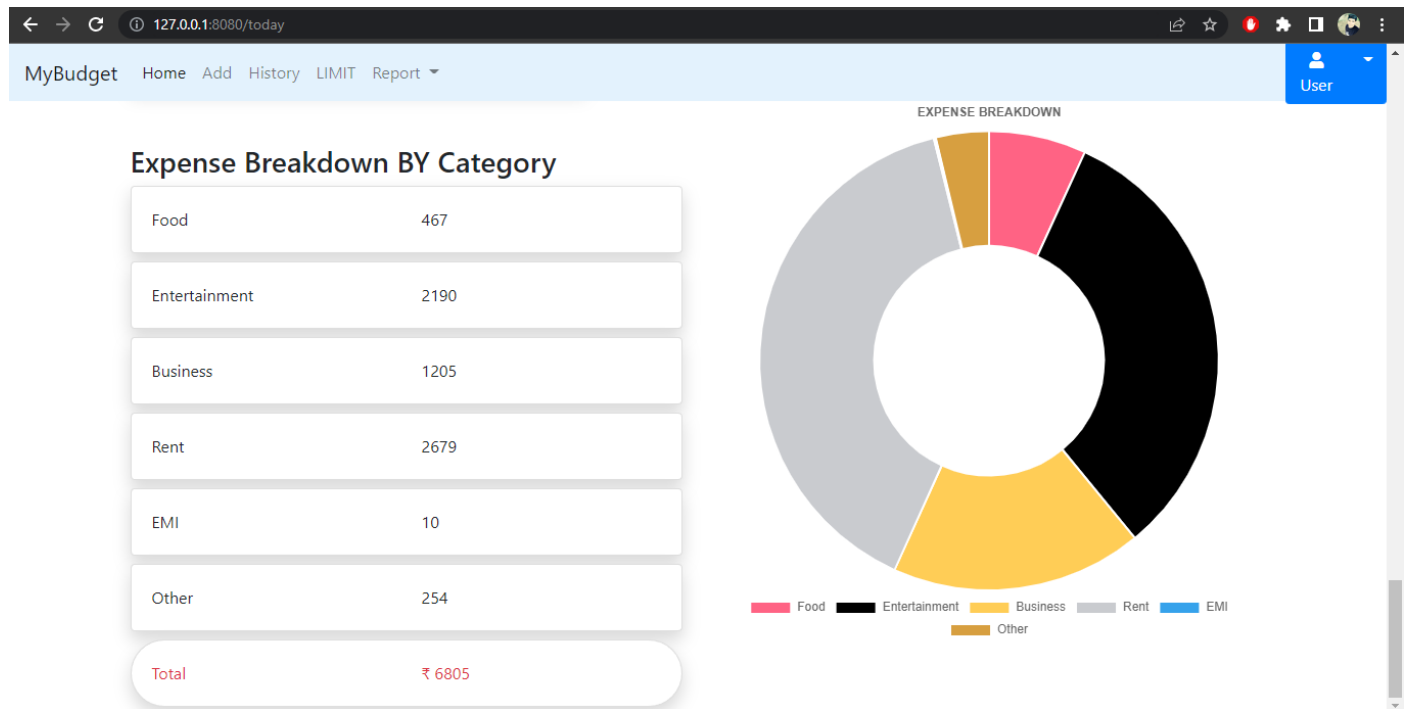 127.0.0.1:8080/today
MyBudget Home Add History LIMIT Report
User
Expense Breakdown BY Category
Food 467
Entertainment 2190
Business 1205
Rent 2679
EMI 10
Other 254
Total ₹ 6805
EXPENSE BREAKDOWN
Food Entertainment Business Rent EMI
Other